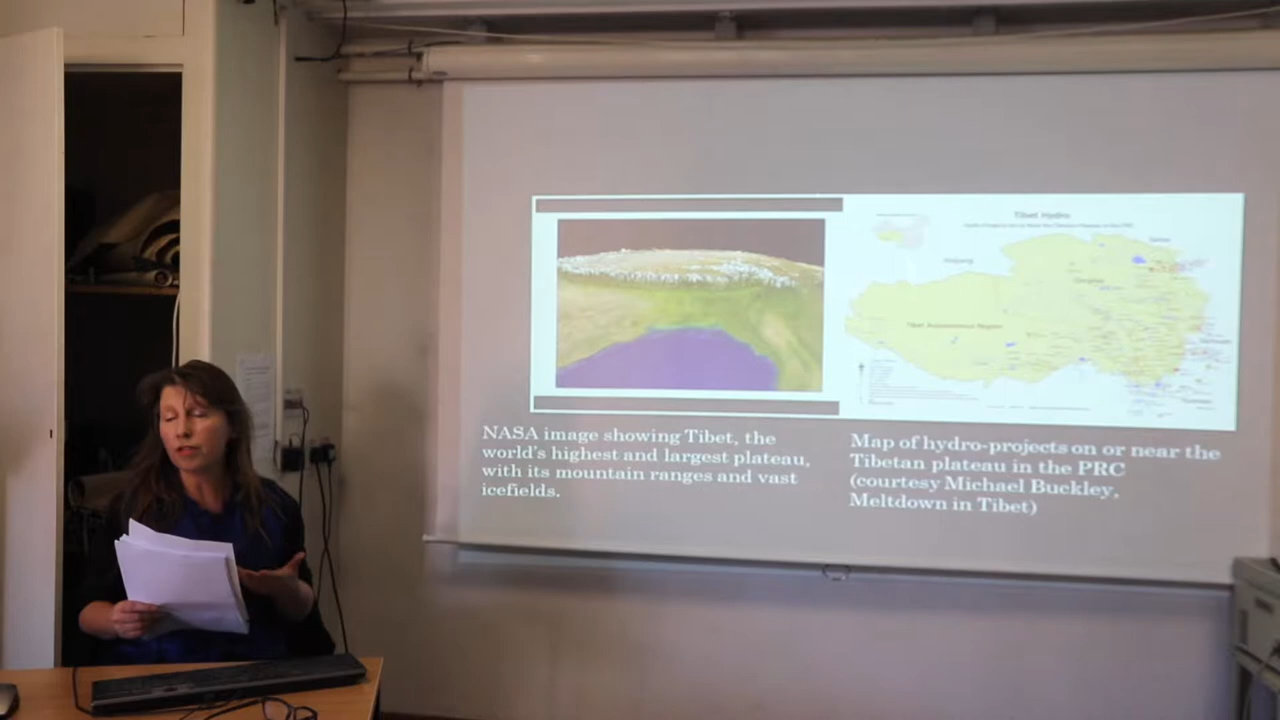 Tibet Hydro
Xinjiang
Qinghai
Tibet Autonomous Region
NASA image showing Tibet, the
world's highest and largest plateau,
with its mountain ranges and vast
icefields.
Map of hydro-projects on or near the
Tibetan plateau in the PRC
(courtesy Michael Buckley,
Meltdown in Tibet)